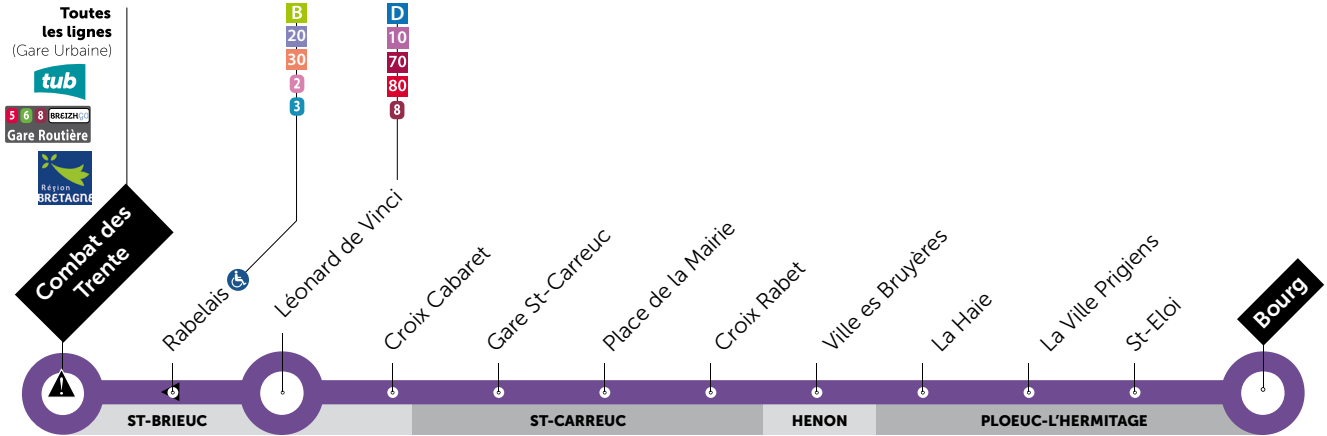 Toutes
les lignes
(Gare Urbaine)
tub
5 6 8 BREIZHGO
Gare Routière
Région
BRETAGNE
B
20
30
2
3
D
10
70
80
8
Combat des
Trente
Rabelais
Léonard de Vinci
Croix Cabaret
Gare St-Carreuc
Place de la Mairie
Croix Rabet
Ville es Bruyères
La Haie
La Ville Prigiens
St-Eloi
Bourg
ST-BRIEUC
ST-CARREUC
HENON
PLOEUC-L'HERMITAGE